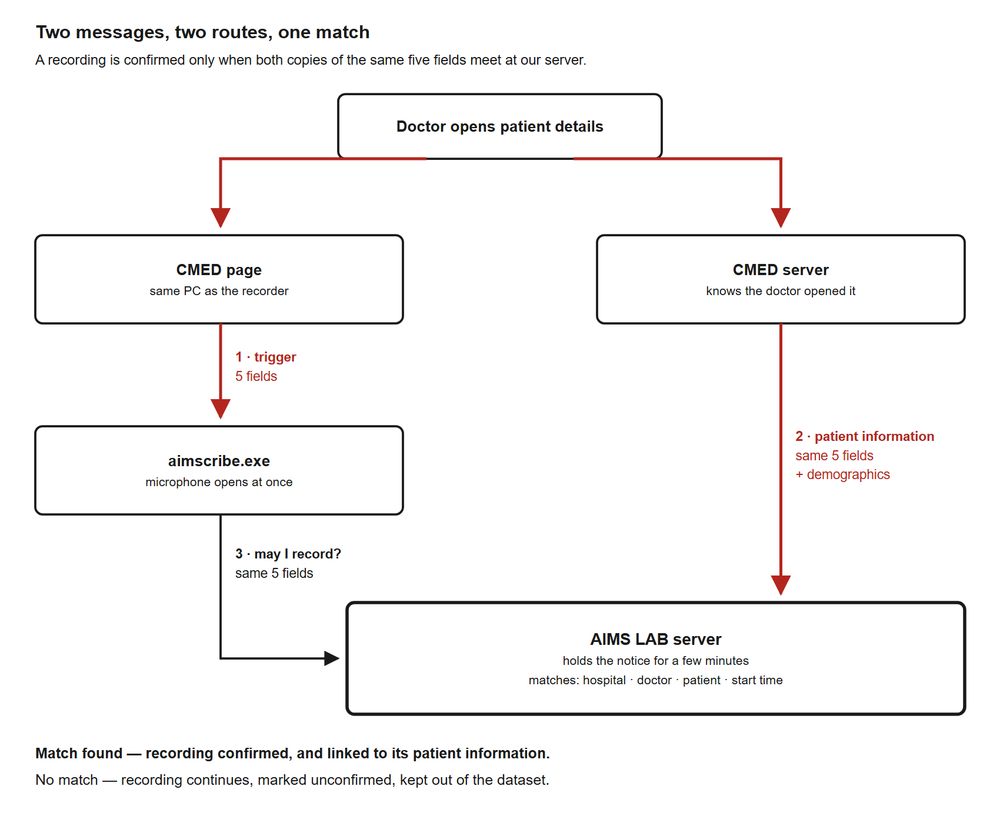 Two messages, two routes, one match
A recording is confirmed only when both copies of the same five fields meet at our server.
Doctor opens patient details
CMED page
same PC as the recorder
CMED server
knows the doctor opened it
1 · trigger
5 fields
2 · patient information
same 5 fields
+ demographics
aimscribe.exe
microphone opens at once
3 · may I record?
same 5 fields
AIMS LAB server
holds the notice for a few minutes
matches: hospital · doctor · patient · start time
Match found — recording confirmed, and linked to its patient information.
No match — recording continues, marked unconfirmed, kept out of the dataset.